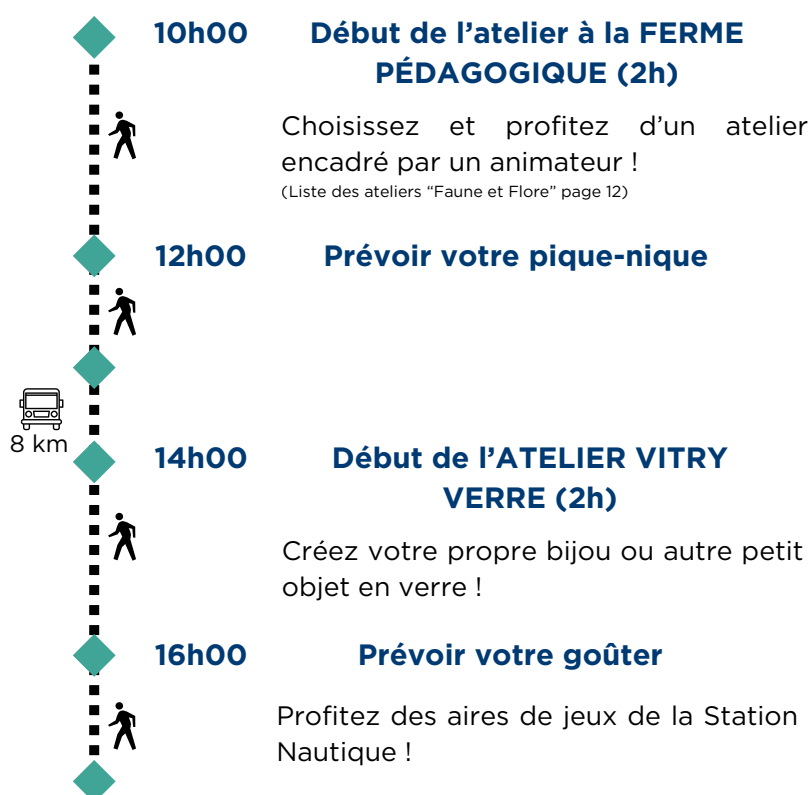 10h00 Début de l’atelier à la FERME
PÉDAGOGIQUE (2h)
Choisissez et profitez d’un atelier
encadré par un animateur !
(Liste des ateliers “Faune et Flore” page 12)
12h00 Prévoir votre pique-nique
8 km
14h00 Début de l’ATELIER VITRY
VERRE (2h)
Créez votre propre bijou ou autre petit
objet en verre !
16h00 Prévoir votre goûter
Profitez des aires de jeux de la Station
Nautique !